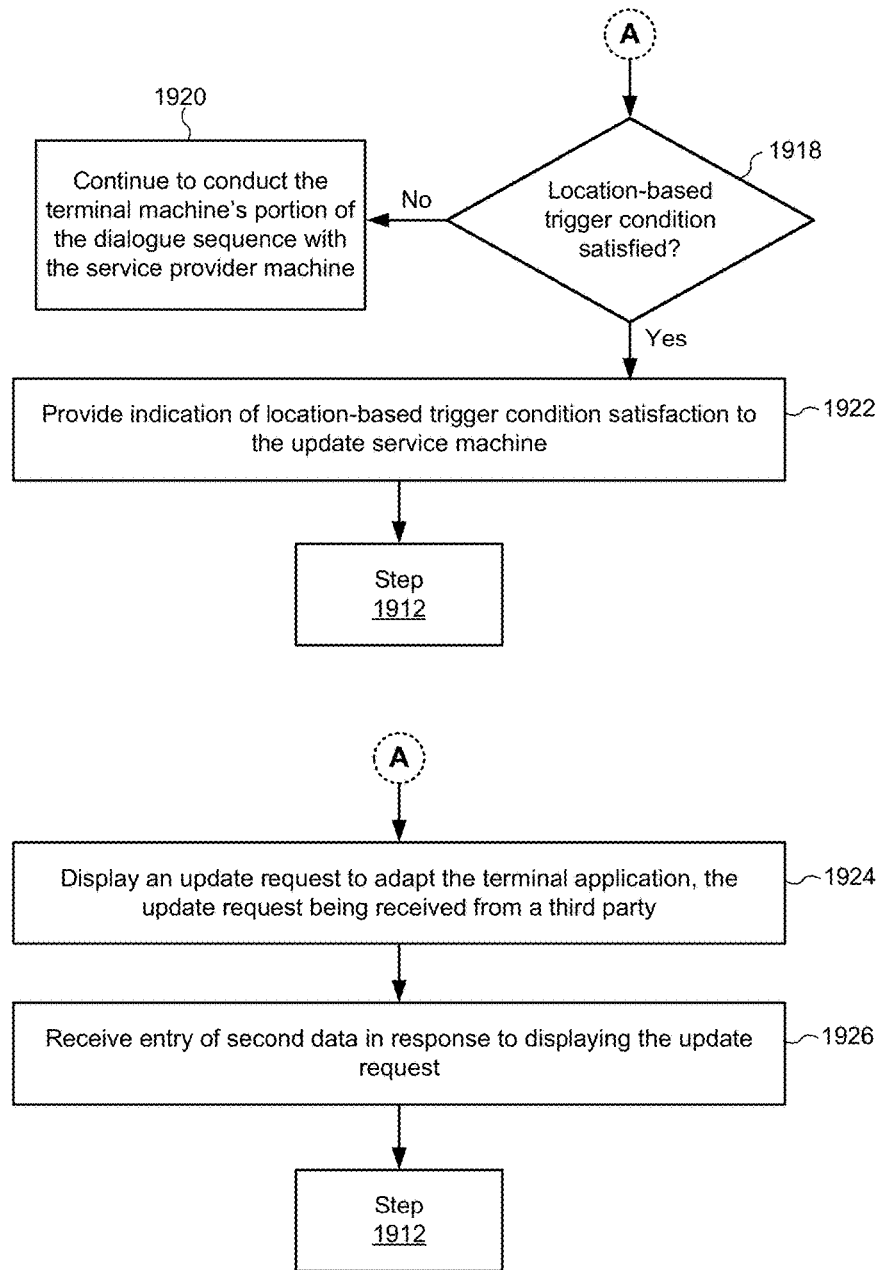 A
1918
Location-based
trigger condition
satisfied?
1920
Continue to conduct the
terminal machine's portion of
the dialogue sequence with
the service provider machine
No
Yes
Provide indication of location-based trigger condition satisfaction to
the update service machine
1922
Step
1912
A
Display an update request to adapt the terminal application, the
update request being received from a third party
1924
Receive entry of second data in response to displaying the update
request
1926
Step
1912